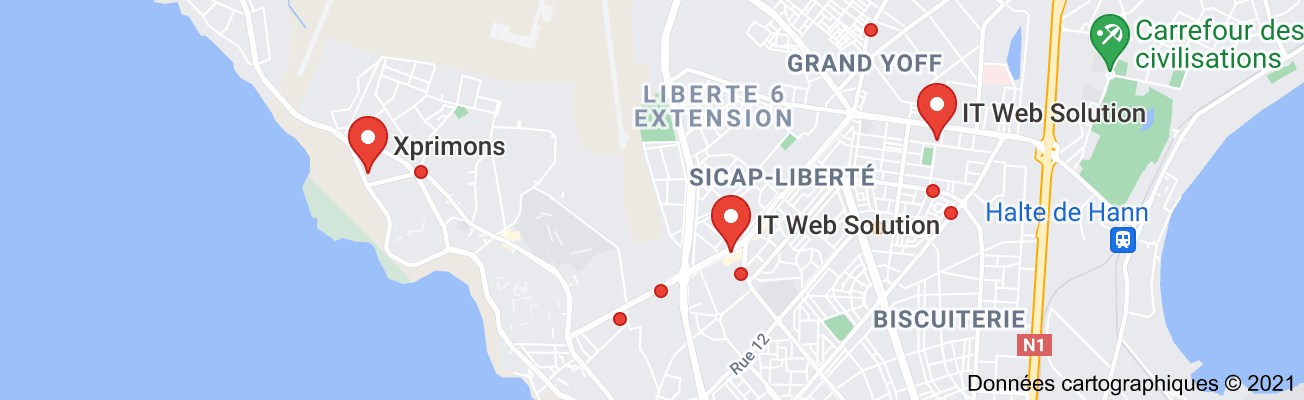 Carrefour des
civilisations
GRAND YOFF
LIBERTE 6
EXTENSION
IT Web Solution
Xprimons
SICAP-LIBERTÉ
IT Web Solution
Halte de Hann
BISCUITERIE
N1
Rue 12
Données cartographiques © 2021